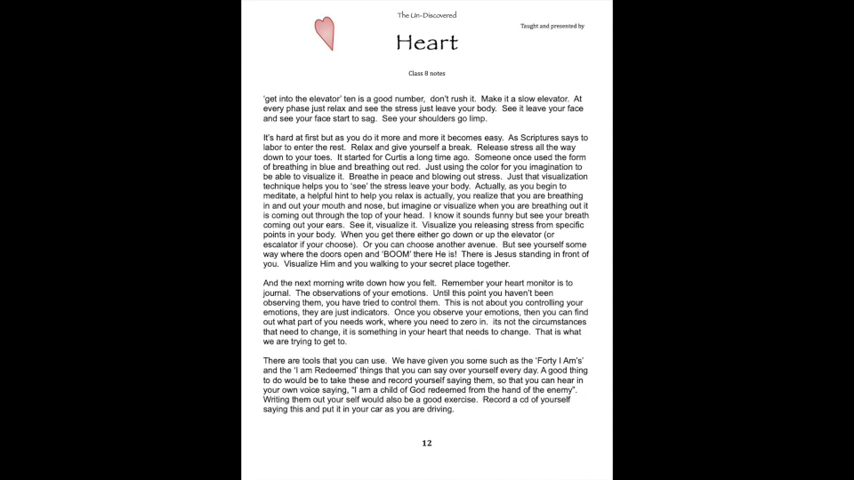 The Un-Discovered
Taught and presented by
Heart
Class 8 notes
'get into the elevator' ten is a good number, don't rush it. Make it a slow elevator. At
every phase just relax and see the stress just leave your body. See it leave your face
and see your face start to sag. See your shoulders go limp.
It's hard at first but as you do it more and more it becomes easy. As Scriptures says to
labor to enter the rest. Relax and give yourself a break. Release stress all the way
down to your toes. It started for Curtis a long time ago. Someone once used the form
of breathing in blue and breathing out red. Just using the color for you imagination to
be able to visualize it. Breathe in peace and blowing out stress. Just that visualization
technique helps you to 'see' the stress leave your body. Actually, as you begin to
meditate, a helpful hint to help you relax is actually, you realize that you are breathing
in and out your mouth and nose, but imagine or visualize when you are breathing out it
is coming out through the top of your head. I know it sounds funny but see your breath
coming out your ears. See it, visualize it. Visualize you releasing stress from specific
points in your body. When you get there either go down or up the elevator (or
escalator if your choose). Or you can choose another avenue. But see yourself some
way where the doors open and 'BOOM' there He is! There is Jesus standing in front of
you. Visualize Him and you walking to your secret place together.
And the next morning write down how you felt. Remember your heart monitor is to
journal. The observations of your emotions. Until this point you haven't been
observing them, you have tried to control them. This is not about you controlling your
emotions, they are just indicators. Once you observe your emotions, then you can find
out what part of you needs work, where you need to zero in. its not the circumstances
that need to change, it is something in your heart that needs to change. That is what
we are trying to get to.
There are tools that you can use. We have given you some such as the 'Forty I Am's'
and the 'I am Redeemed' things that you can say over yourself every day. A good thing
to do would be to take these and record yourself saying them, so that you can hear in
your own voice saying, "I am a child of God redeemed from the hand of the enemy".
Writing them out your self would also be a good exercise. Record a cd of yourself
saying this and put it in your car as you are driving.
12